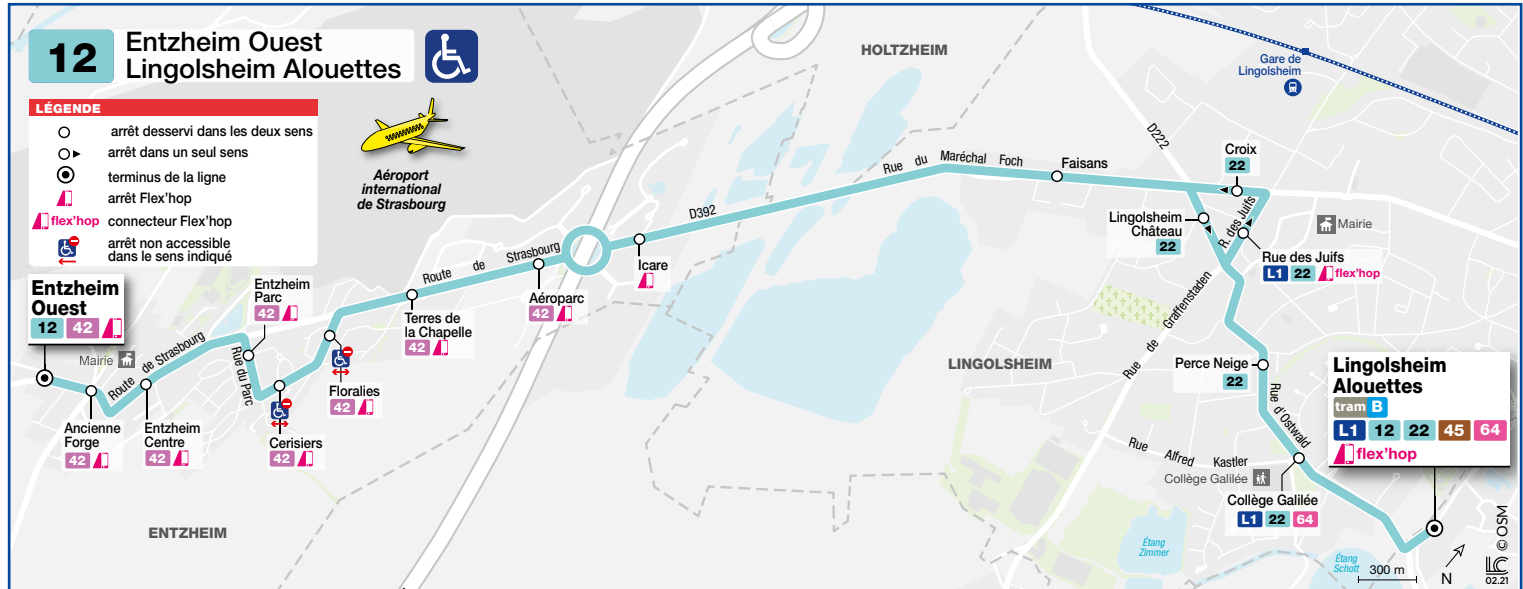 12
Entzheim Ouest
Lingolsheim Alouettes
LÉGENDE
arrêt desservi dans les deux sens
arrêt dans un seul sens
terminus de la ligne
arrêt Flex'hop
flex'hop connecteur Flex'hop
arrêt non accessible
dans le sens indiqué
Aéroport
international
de Strasbourg
HOLTZHEIM
Gare de
Lingolsheim
D222
Entzheim
Ouest
12 42
Mairie
Route de Strasbourg
Ancienne
Forge
42
Entzheim
Centre
42
Entzheim
Parc
42
Rue du Parc
Cerisiers
42
Floralies
42
Route de Strasbourg
Terres de
la Chapelle
42
Aéroparc
42
Icare
D392
Rue du Maréchal Foch
Faisans
Croix
22
Lingolsheim
Château
22
R. des Juifs
Mairie
Rue des Juifs
L1 22 flex'hop
Rue de Graffenstaden
LINGOLSHEIM
Perce Neige
22
Rue d'Ostwald
Rue Alfred Kastler
Collège Galilée
Collège Galilée
L1 22 64
Lingolsheim
Alouettes
tram B
L1 12 22 45 64
flex'hop
ENTZHEIM
Étang
Zimmer
Étang
Schott
300 m
N
LC © OSM
02.21